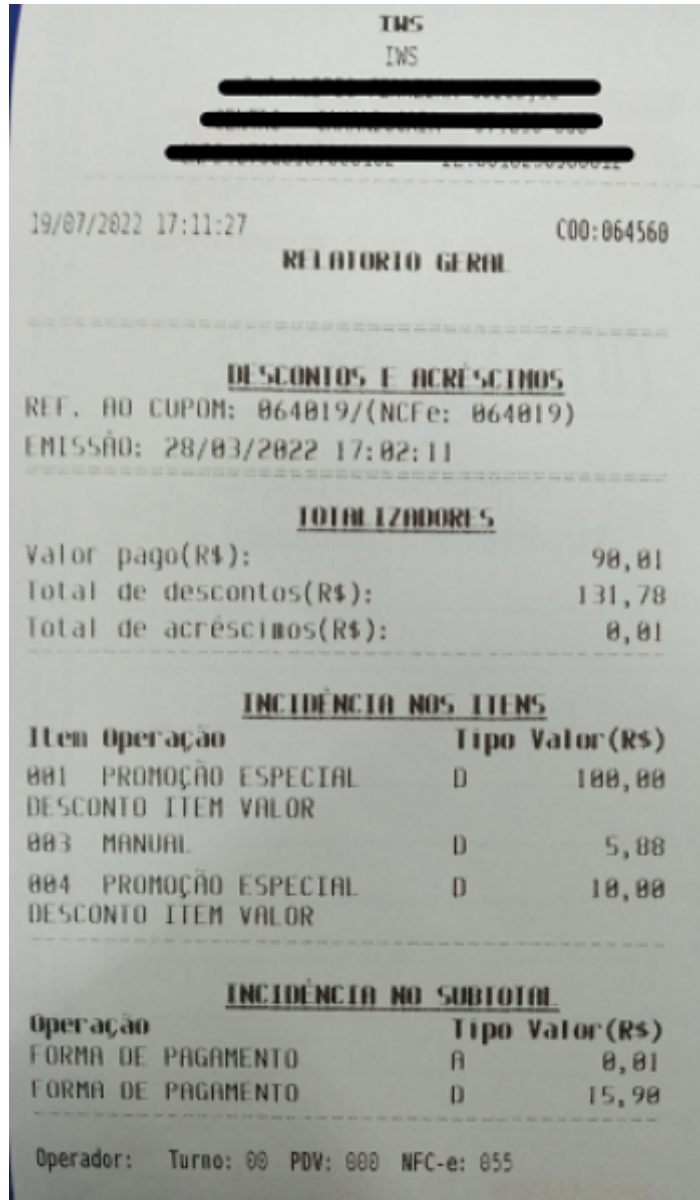 IWS
IWS
19/07/2022 17:11:27 COO:064560
RELATORIO GERAL
DESCONTOS E ACRÉSCIMOS
REF. AO CUPOM: 064019/(NCFe: 064019)
EMISSÃO: 28/03/2022 17:02:11
TOTALIZADORES
Valor pago(R$): 90,01
Total de descontos(R$): 131,78
Total de acréscimos(R$): 0,01
INCIDÊNCIA NOS ITENS
Item Operação Tipo Valor(R$)
001 PROMOÇÃO ESPECIAL D 100,00
DESCONTO ITEM VALOR
003 MANUAL D 5,88
004 PROMOÇÃO ESPECIAL D 10,00
DESCONTO ITEM VALOR
INCIDÊNCIA NO SUBTOTAL
Operação Tipo Valor(R$)
FORMA DE PAGAMENTO A 0,01
FORMA DE PAGAMENTO D 15,90
Operador: Turno: 00 PDV: 000 NFC-e: 055